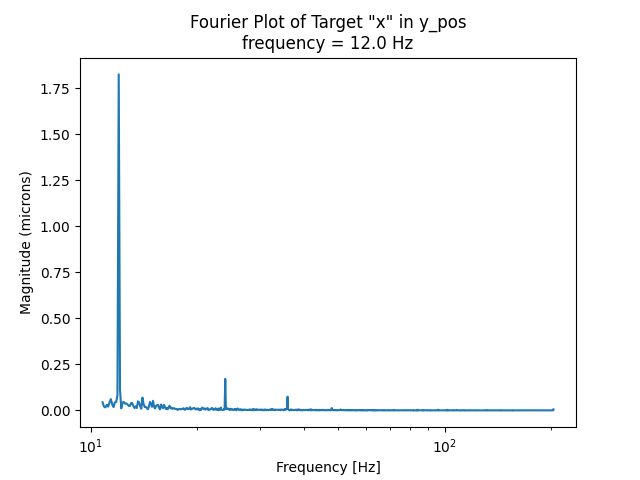 Fourier Plot of Target "x" in y_pos
frequency = 12.0 Hz
1.75
1.50
1.25
1.00
0.75
0.50
0.25
0.00
Magnitude (microns)
10¹
10²
Frequency [Hz]